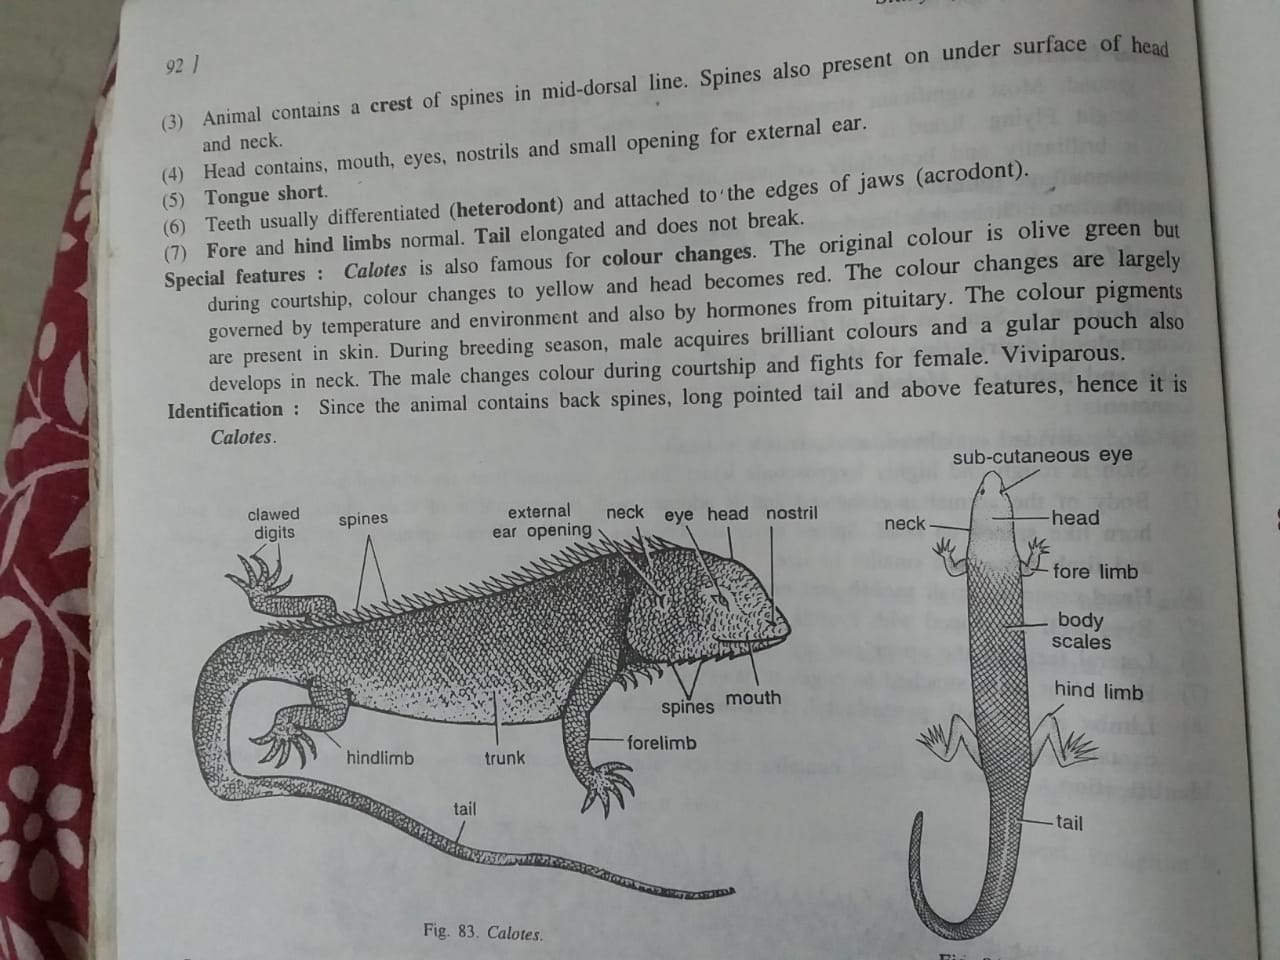 92 ]
(3) Animal contains a crest of spines in mid-dorsal line. Spines also present on under surface of head
and neck.
(4) Head contains, mouth, eyes, nostrils and small opening for external ear.
(5) Tongue short.
(6) Teeth usually differentiated (heterodont) and attached to the edges of jaws (acrodont).
(7) Fore and hind limbs normal. Tail elongated and does not break.
Special features : Calotes is also famous for colour changes. The original colour is olive green but
during courtship, colour changes to yellow and head becomes red. The colour changes are largely
governed by temperature and environment and also by hormones from pituitary. The colour pigments
are present in skin. During breeding season, male acquires brilliant colours and a gular pouch also
develops in neck. The male changes colour during courtship and fights for female. Viviparous.
Identification : Since the animal contains back spines, long pointed tail and above features, hence it is
Calotes.
clawed
digits
spines
external
ear opening
neck
eye
head
nostril
spines
mouth
hindlimb
trunk
forelimb
tail
Fig. 83. Calotes.
sub-cutaneous eye
neck
head
fore limb
body
scales
hind limb
tail